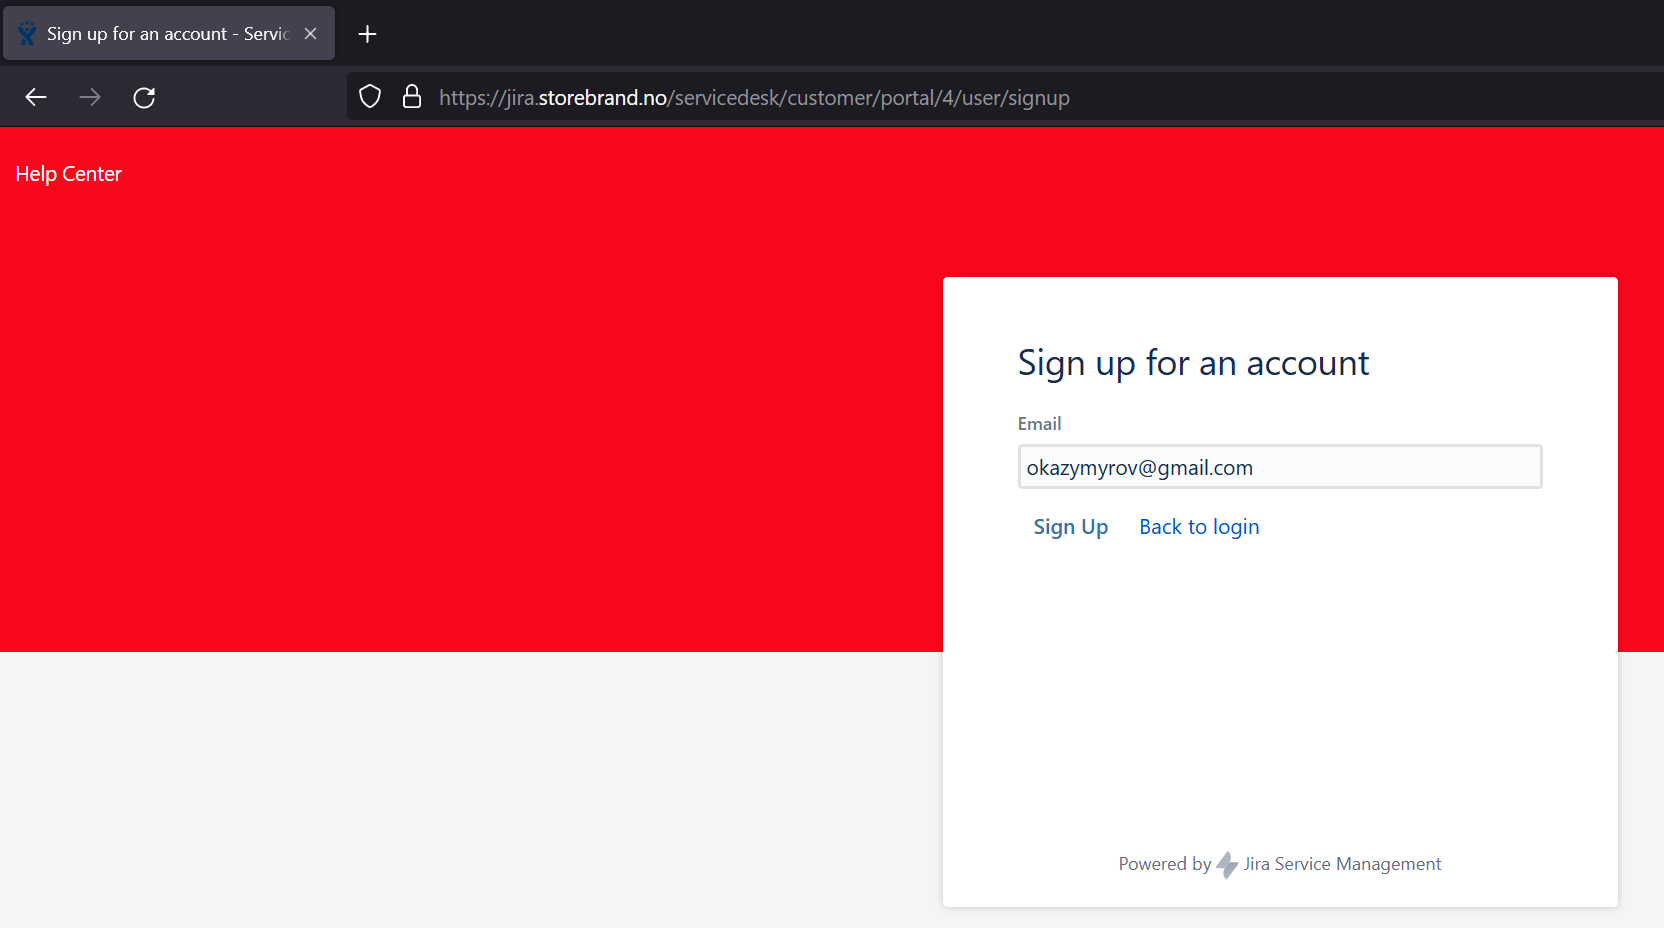 Sign up for an account - Servic
https://jira.storebrand.no/servicedesk/customer/portal/4/user/signup
Help Center
Sign up for an account
Email
okazymyrov@gmail.com
Sign Up Back to login
Powered by Jira Service Management